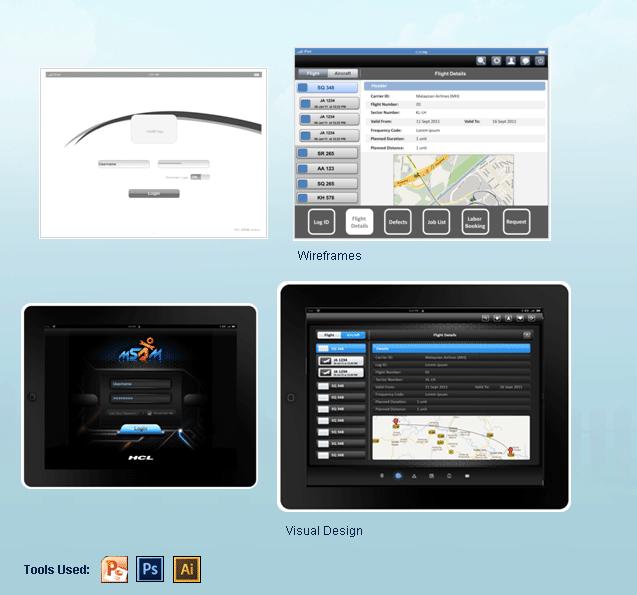 Username
Login
Flight
Aircraft
Flight Details
SQ 348
JA 1234
JA 1234
JA 1234
SR 265
AA 123
SQ 265
KH 578
Header
Carrier ID: Malaysian Airlines (MH)
Flight Number: 01
Sector Number: KL-LH
Valid From: 11 Sept 2011 Valid To: 16 Sept 2011
Frequency Code: Lorem ipsum
Planned Duration: 1 unit
Planned Distance: 1 unit
Log ID
Flight Details
Defects
Job List
Labor Booking
Request
Wireframes
Username
Login
HCL
Flight
Aircraft
Flight Details
SQ 348
JA 1234
JA 1234
SQ 348
SQ 348
SQ 348
SQ 348
SQ 348
SQ 348
SQ 348
Details
Carrier ID: Malaysian Airlines (MH)
Log ID: Lorem ipsum
Flight Number: 01
Sector Number: KL-LH
Valid From: 11 Sept 2011 Valid To: 16 Sept 2011
Frequency Code: Lorem ipsum
Planned Duration: 1 unit
Planned Distance: 1 unit
Visual Design
Tools Used:
Ps
Ai